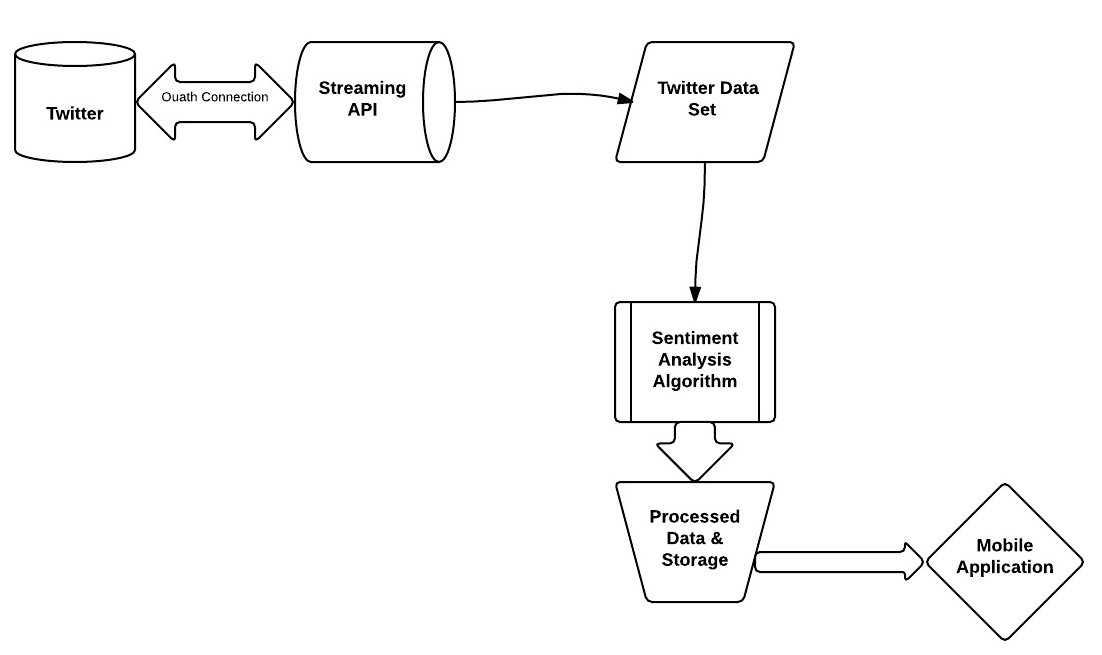 Twitter
Ouath Connection
Streaming
API
Twitter Data
Set
Sentiment
Analysis
Algorithm
Processed
Data &
Storage
Mobile
Application